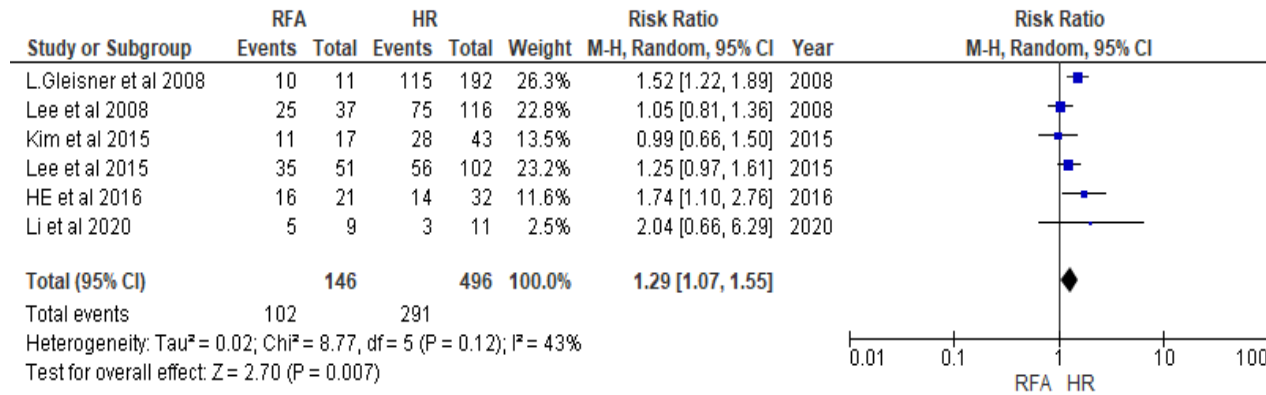 RFA HR Risk Ratio Risk Ratio
Study or Subgroup Events Total Events Total Weight M-H, Random, 95% CI Year M-H, Random, 95% CI
L.Gleisner et al 2008 10 11 115 192 26.3% 1.52 [1.22, 1.89] 2008
Lee et al 2008 25 37 75 116 22.8% 1.05 [0.81, 1.36] 2008
Kim et al 2015 11 17 28 43 13.5% 0.99 [0.66, 1.50] 2015
Lee et al 2015 35 51 56 102 23.2% 1.25 [0.97, 1.61] 2015
HE et al 2016 16 21 14 32 11.6% 1.74 [1.10, 2.76] 2016
Li et al 2020 5 9 3 11 2.5% 2.04 [0.66, 6.29] 2020
Total (95% CI) 146 496 100.0% 1.29 [1.07, 1.55]
Total events 102 291
Heterogeneity: Tau² = 0.02; Chi² = 8.77, df = 5 (P = 0.12); I² = 43%
Test for overall effect: Z = 2.70 (P = 0.007)
0.01 0.1 1 10 100
RFA HR